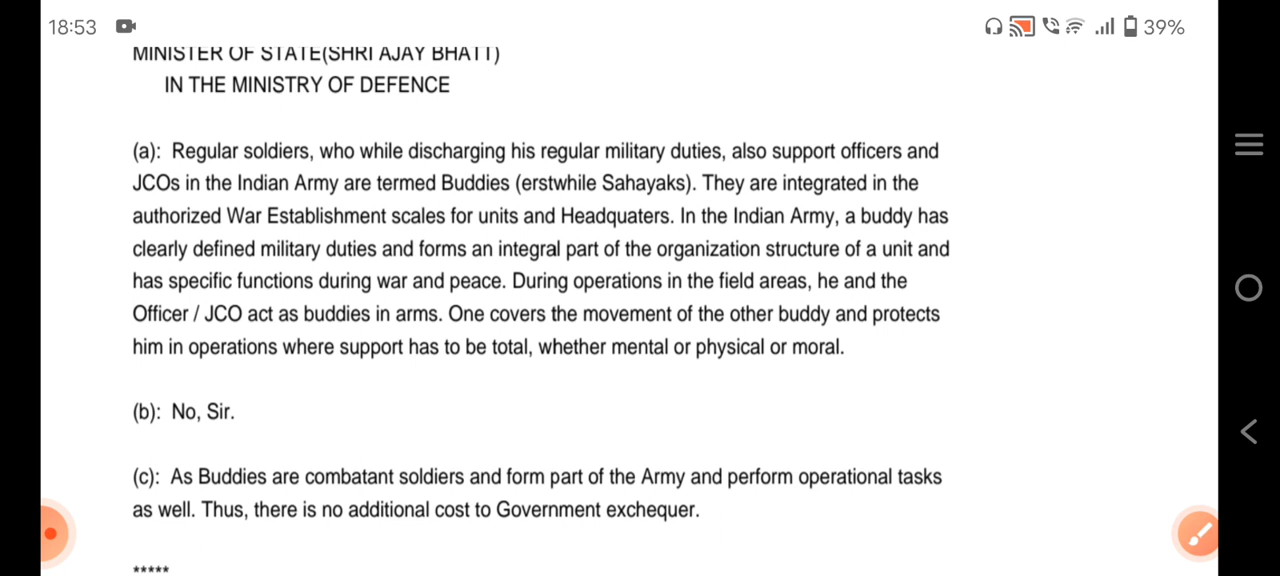 18:53
39%
MINISTER OF STATE(SHRI AJAY BHATT)
IN THE MINISTRY OF DEFENCE
(a): Regular soldiers, who while discharging his regular military duties, also support officers and
JCOs in the Indian Army are termed Buddies (erstwhile Sahayaks). They are integrated in the
authorized War Establishment scales for units and Headquaters. In the Indian Army, a buddy has
clearly defined military duties and forms an integral part of the organization structure of a unit and
has specific functions during war and peace. During operations in the field areas, he and the
Officer / JCO act as buddies in arms. One covers the movement of the other buddy and protects
him in operations where support has to be total, whether mental or physical or moral.
(b): No, Sir.
(c): As Buddies are combatant soldiers and form part of the Army and perform operational tasks
as well. Thus, there is no additional cost to Government exchequer.
*****